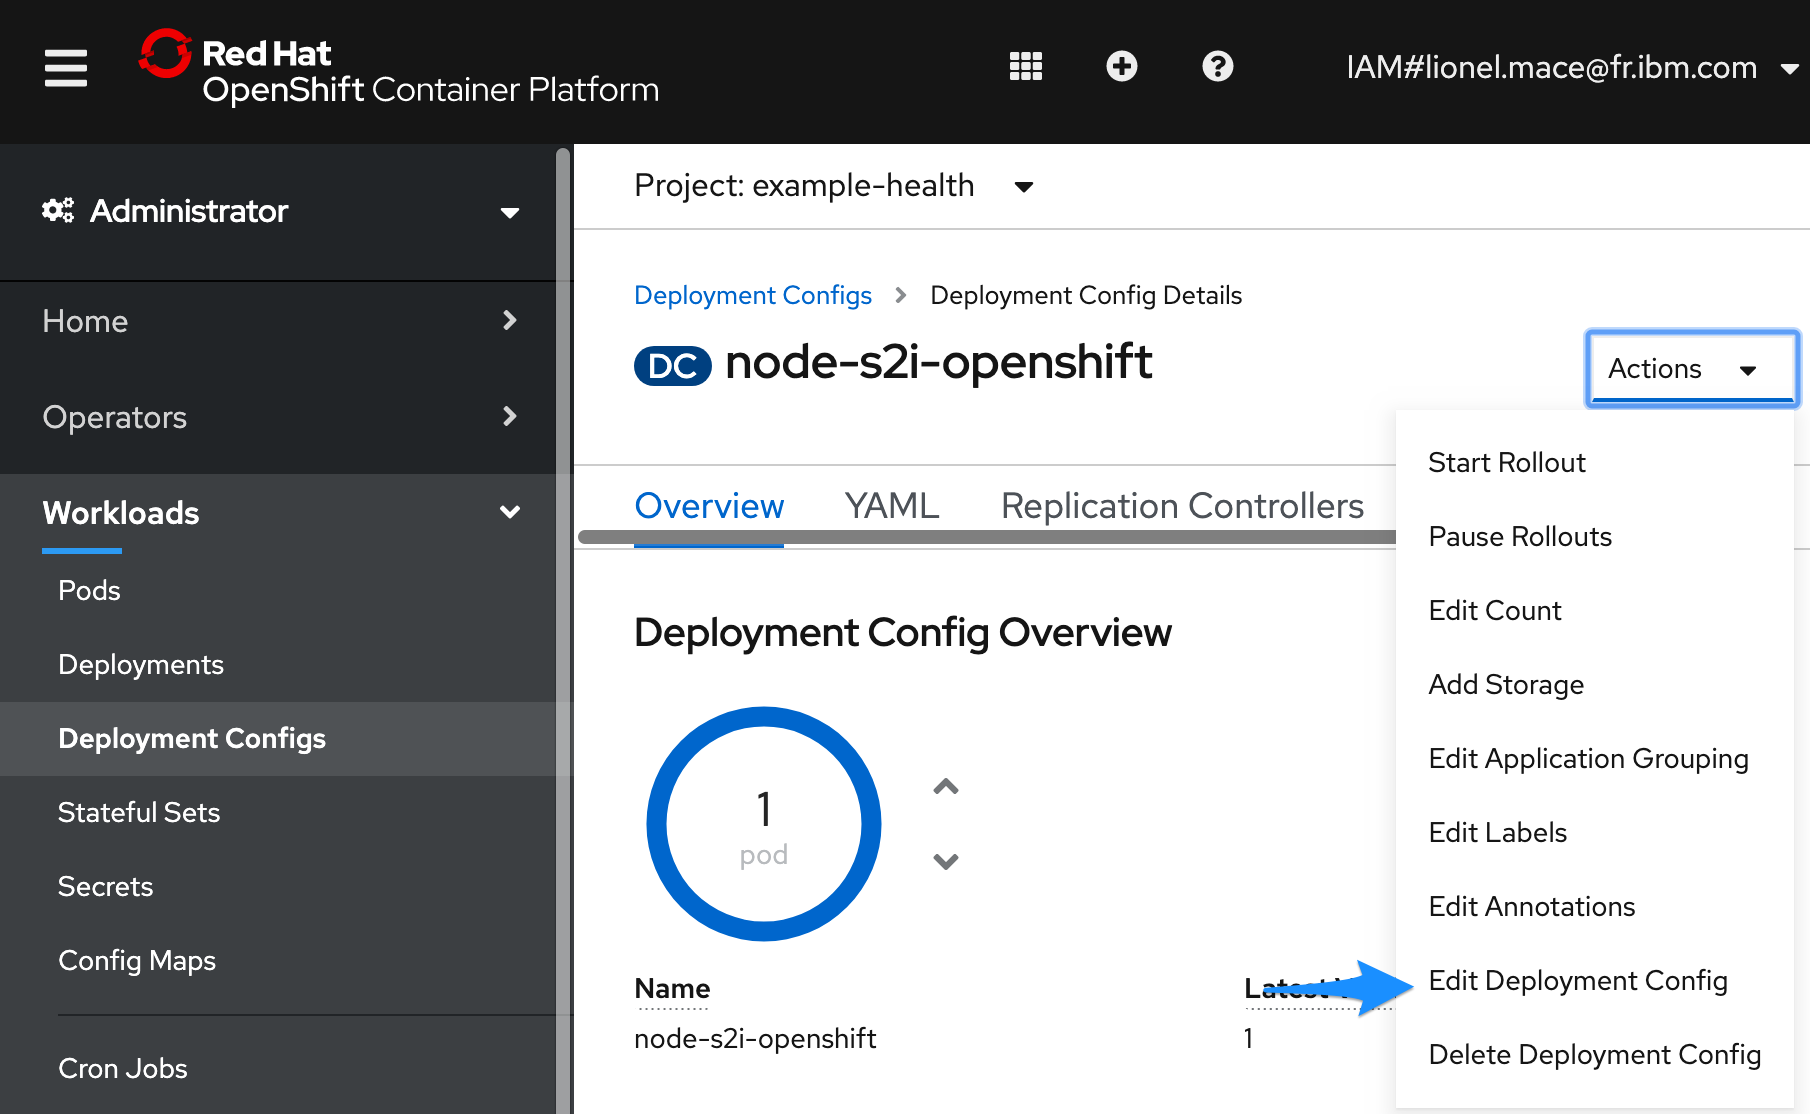 Red Hat
OpenShift Container Platform
IAM#lionel.mace@fr.ibm.com
Administrator
Home
Operators
Workloads
Pods
Deployments
Deployment Configs
Stateful Sets
Secrets
Config Maps
Cron Jobs
Project: example-health
Deployment Configs > Deployment Config Details
DC node-s2i-openshift
Actions
Start Rollout
Pause Rollouts
Edit Count
Add Storage
Edit Application Grouping
Edit Labels
Edit Annotations
Edit Deployment Config
Delete Deployment Config
Overview YAML Replication Controllers
Deployment Config Overview
1
pod
Name
node-s2i-openshift
Latest
1